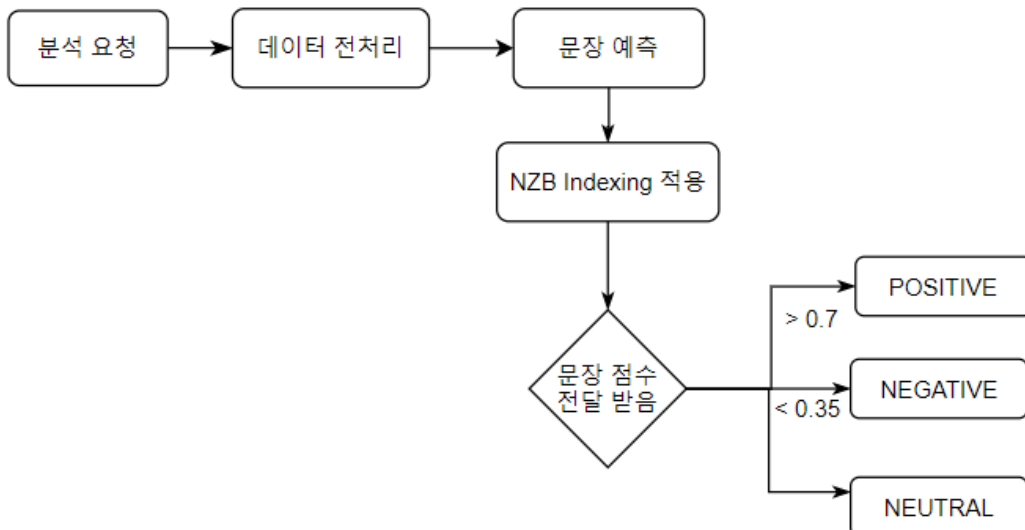 분석 요청
데이터 전처리
문장 예측
NZB Indexing 적용
문장 점수
전달 받음
> 0.7
POSITIVE
< 0.35
NEGATIVE
NEUTRAL